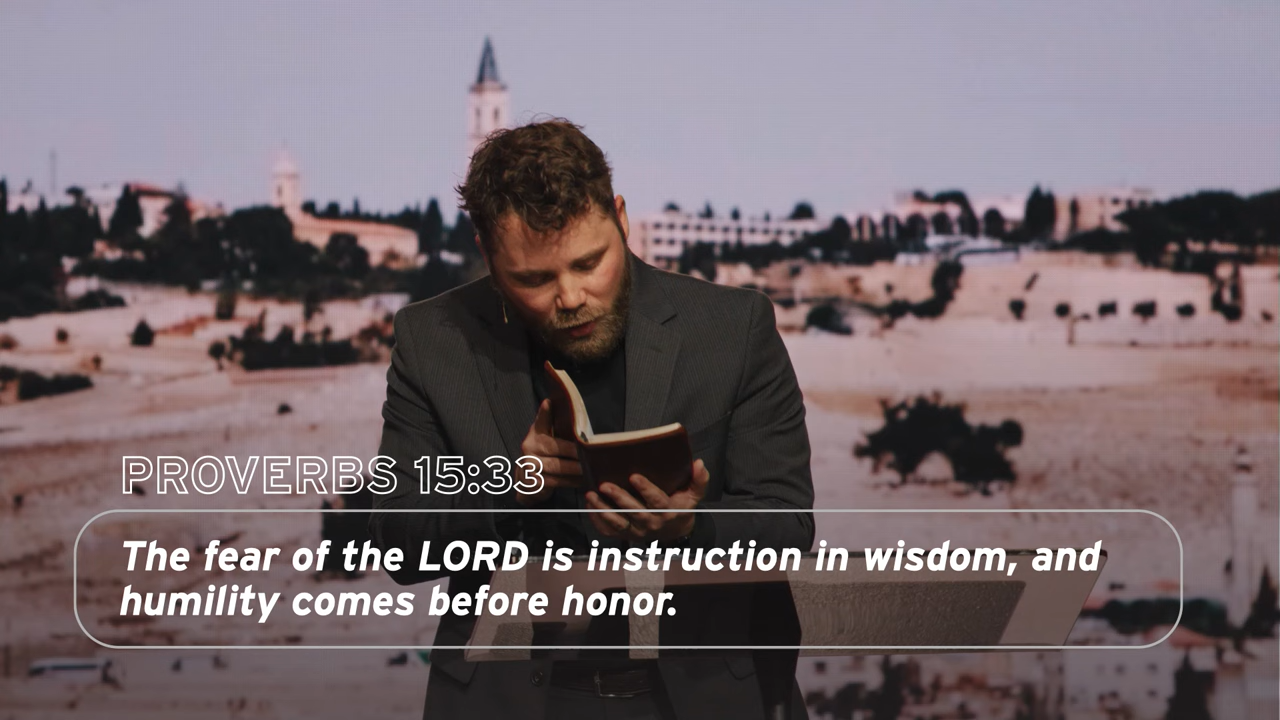 PROVERBS 15:33
The fear of the LORD is instruction in wisdom, and
humility comes before honor.